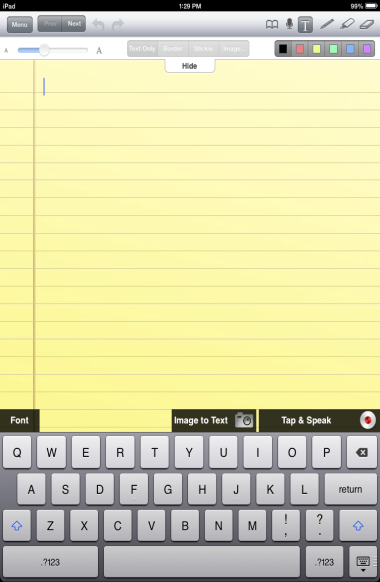 iPad 1:29 PM 99%
Menu Prev Next T
A A Text Only Border Stickie Image...
Hide
Font Image to Text Tap & Speak
Q W E R T Y U I O P
A S D F G H J K L return
Z X C V B N M ! , ? .
.?123 .?123